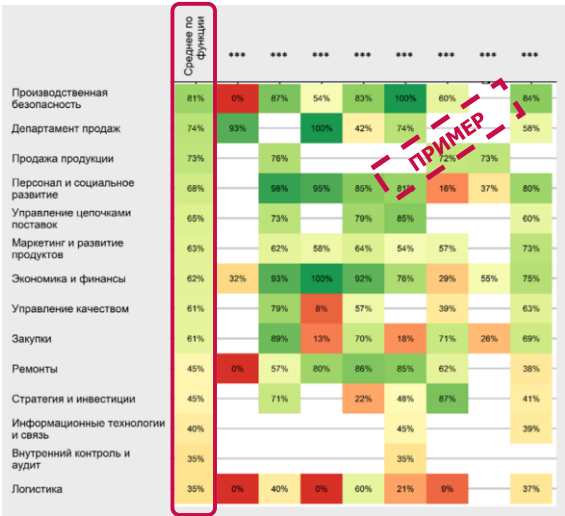 Среднее по
функции
*** *** *** *** *** *** *** ***
Производственная
безопасность
81% 0% 87% 54% 83% 100% 60% 84%
Департамент продаж
74% 93% 100% 42% 74% 58%
ПРИМЕР
Продажа продукции
73% 76% 72% 73%
Персонал и социальное
развитие
68% 98% 95% 85% 81% 16% 37% 80%
Управление цепочками
поставок
65% 73% 79% 85% 60%
Маркетинг и развитие
продуктов
63% 62% 58% 64% 54% 57% 73%
Экономика и финансы
62% 32% 93% 100% 92% 76% 29% 55% 75%
Управление качеством
61% 79% 8% 57% 39% 63%
Закупки
61% 89% 13% 70% 18% 71% 26% 69%
Ремонты
45% 0% 57% 80% 86% 85% 62% 38%
Стратегия и инвестиции
45% 71% 22% 48% 87% 41%
Информационные технологии
и связь
40% 45% 39%
Внутренний контроль и
аудит
35% 35%
Логистика
35% 0% 40% 0% 60% 21% 9% 37%